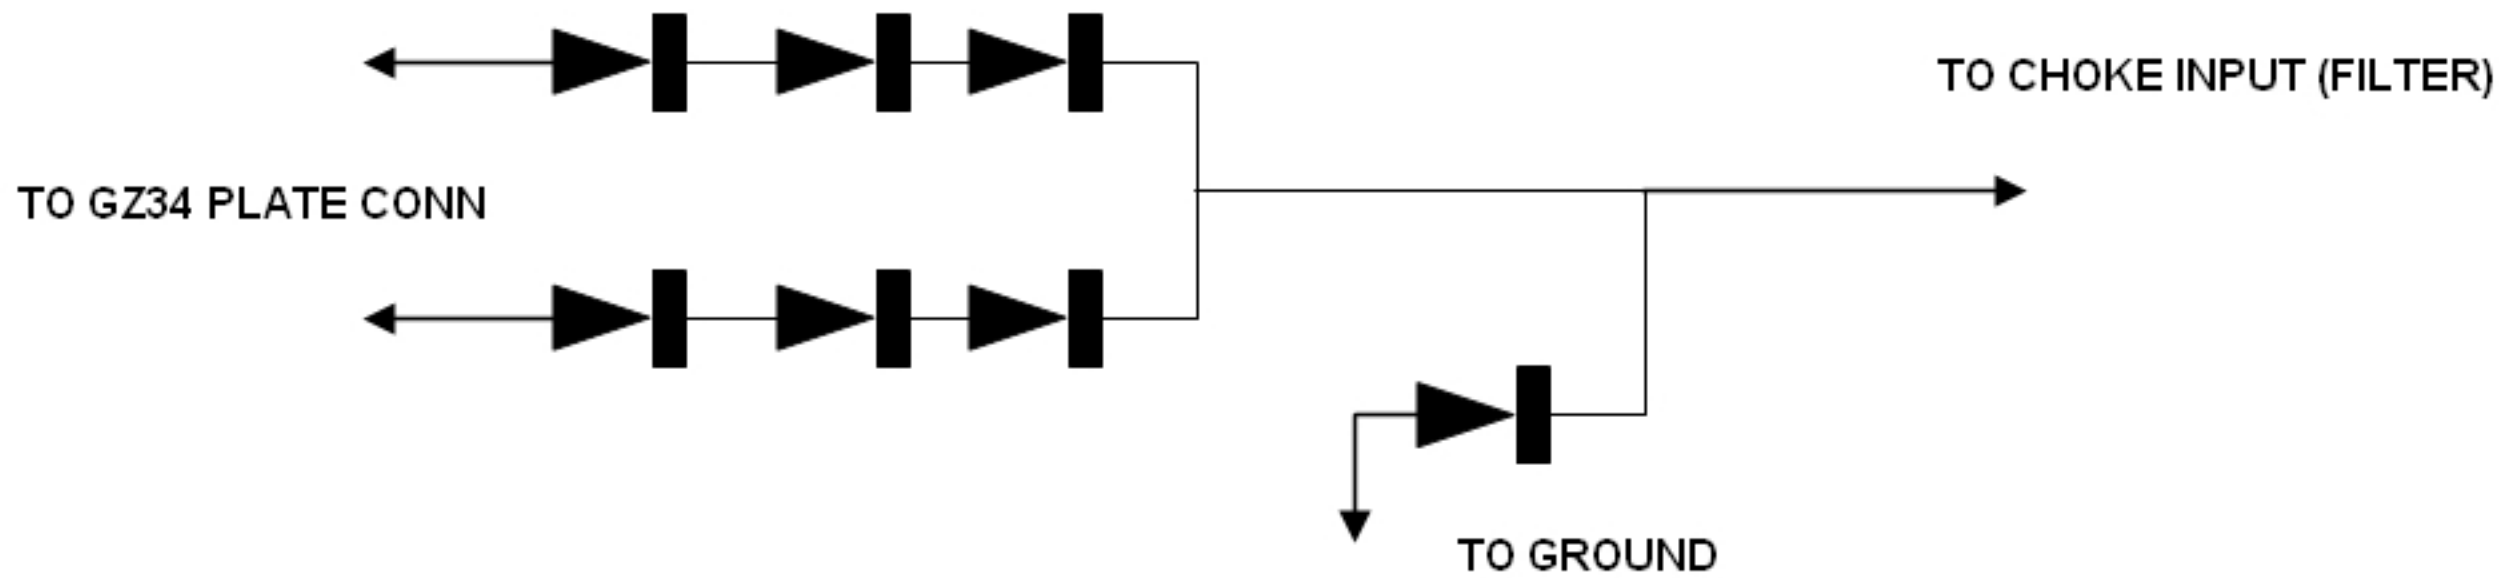 TO CHOKE INPUT (FILTER)
TO GZ34 PLATE CONN
TO GROUND